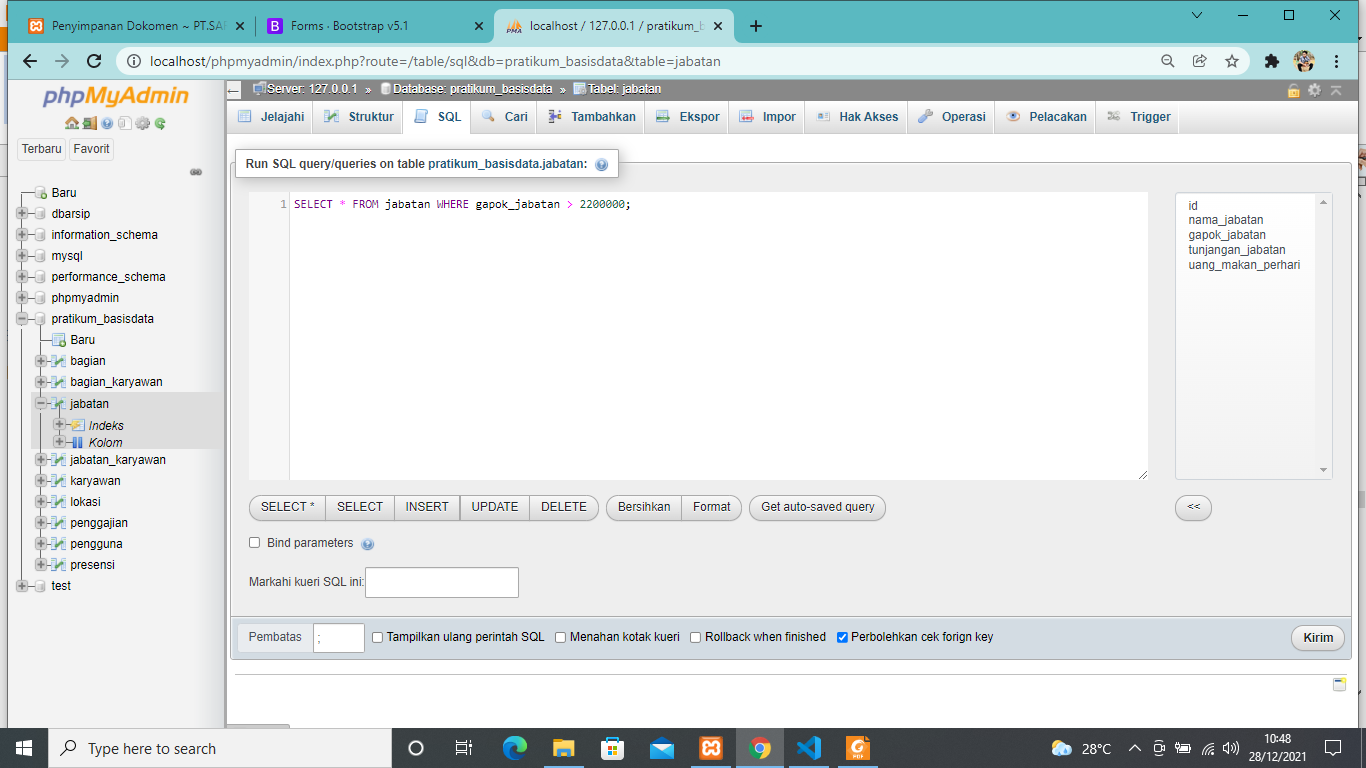 Penyimpanan Dokomen ~ PT.SAI
Forms · Bootstrap v5.1
localhost / 127.0.0.1 / pratikum_b
localhost/phpmyadmin/index.php?route=/table/sql&db=pratikum_basisdata&table=jabatan
phpMyAdmin
Terbaru
Favorit
Baru
dbarsip
information_schema
mysql
performance_schema
phpmyadmin
pratikum_basisdata
Baru
bagian
bagian_karyawan
jabatan
Indeks
Kolom
jabatan_karyawan
karyawan
lokasi
penggajian
pengguna
presensi
test
Server: 127.0.0.1 » Database: pratikum_basisdata » Tabel: jabatan
Jelajahi
Struktur
SQL
Cari
Tambahkan
Ekspor
Impor
Hak Akses
Operasi
Pelacakan
Trigger
Run SQL query/queries on table pratikum_basisdata.jabatan:
1 SELECT * FROM jabatan WHERE gapok_jabatan > 2200000;
id
nama_jabatan
gapok_jabatan
tunjangan_jabatan
uang_makan_perhari
SELECT *
SELECT
INSERT
UPDATE
DELETE
Bersihkan
Format
Get auto-saved query
<<
Bind parameters
Markahi kueri SQL ini:
Pembatas
;
Tampilkan ulang perintah SQL
Menahan kotak kueri
Rollback when finished
Perbolehkan cek forign key
Kirim
Type here to search
28°C
10:48
28/12/2021